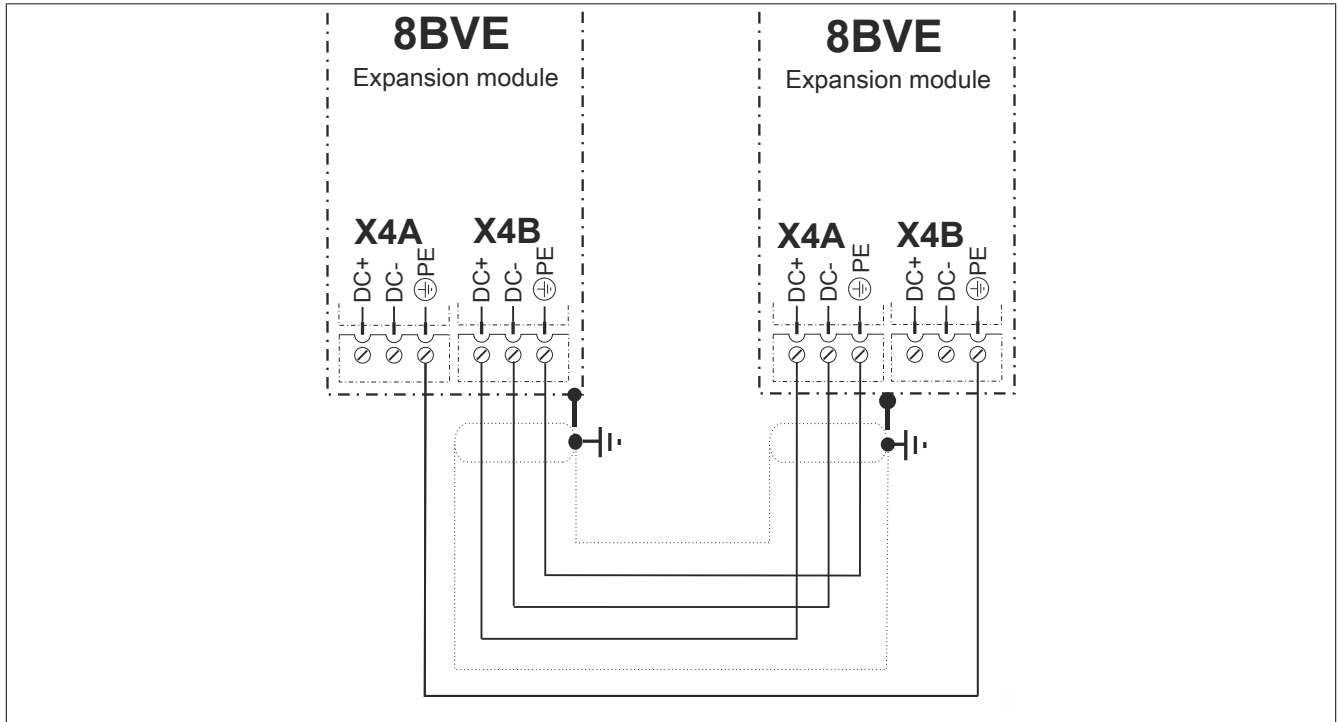 8BVE
Expansion module
X4A X4B
DC+ DC- PE DC+ DC- PE
8BVE
Expansion module
X4A X4B
DC+ DC- PE DC+ DC- PE